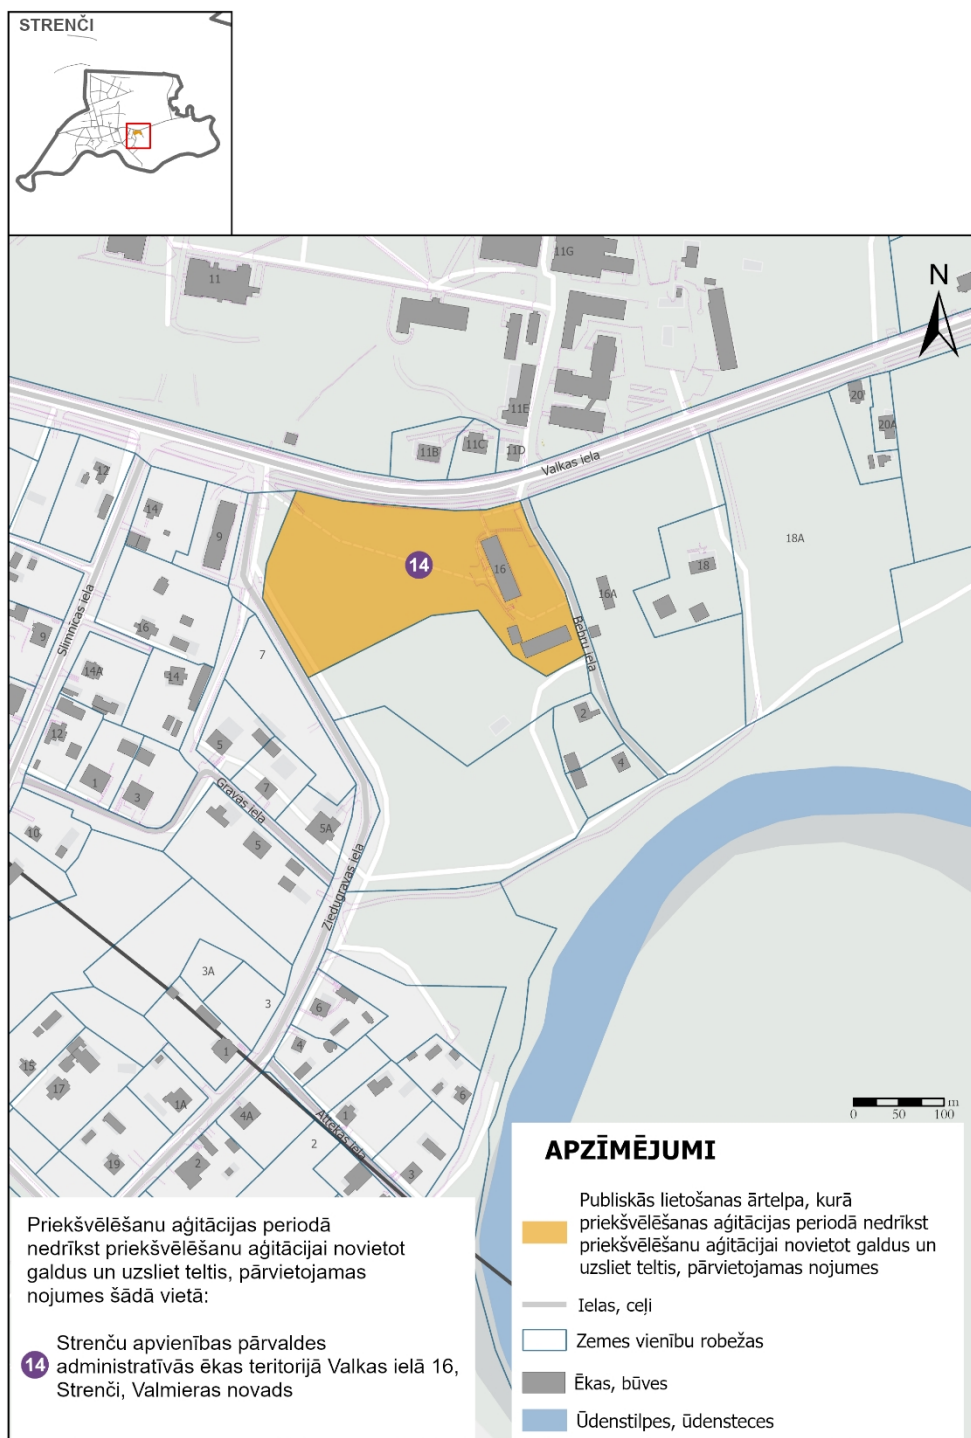 STRENČI
N
11
11G
11E
11B
11C
11D
20
20A
Valkas iela
12
14
9
14
16
16A
18
18A
Slimnīcas iela
9
16
7
Bebru iela
14A
14
12
5
2
1
3
7
4
Gravas iela
5A
10
5
Ziedugravas iela
3A
3
6
4
1
15
17
1A
4A
1
6
Attekas iela
19
2
2
3
0 50 100 m
Priekšvēlēšanu aģitācijas periodā
nedrīkst priekšvēlēšanu aģitācijai novietot
galdus un uzsliet teltis, pārvietojamas
nojumes šādā vietā:
14 Strenču apvienības pārvaldes
administratīvās ēkas teritorijā Valkas ielā 16,
Strenči, Valmieras novads
APZĪMĒJUMI
Publiskās lietošanas ārtelpa, kurā
priekšvēlēšanas aģitācijas periodā nedrīkst
priekšvēlēšanu aģitācijai novietot galdus un
uzsliet teltis, pārvietojamas nojumes
Ielas, ceļi
Zemes vienību robežas
Ēkas, būves
Ūdenstilpes, ūdensteces